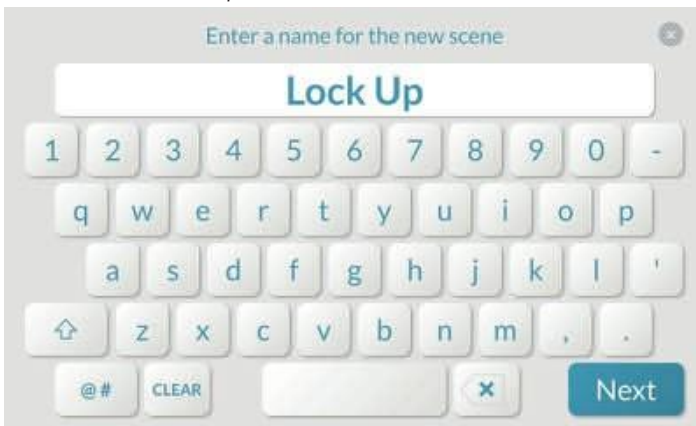 Enter a name for the new scene
Lock Up
1 2 3 4 5 6 7 8 9 0 -
q w e r t y u i o p
a s d f g h j k l '
z x c v b n m , .
@# CLEAR Next